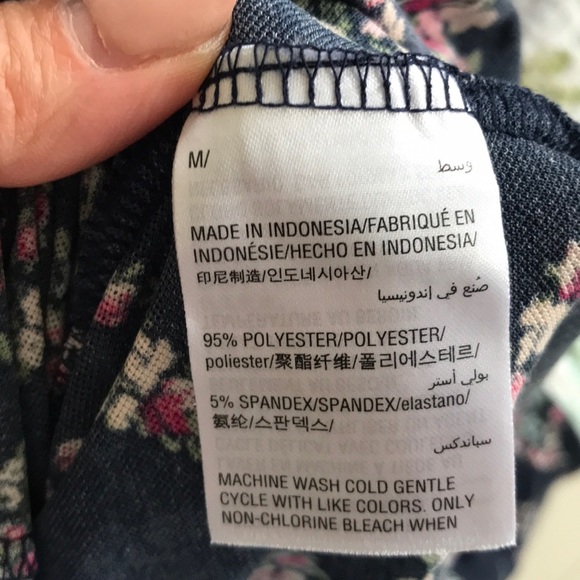 M/ وسط
MADE IN INDONESIA/FABRIQUÉ EN
INDONÉSIE/HECHO EN INDONESIA/
印尼制造/인도네시아산/
صُنع في إندونيسيا
95% POLYESTER/POLYESTER/
poliester/聚酯纤维/폴리에스테르/
بولي أستر
5% SPANDEX/SPANDEX/elastano/
氨纶/스판덱스/
سباندكس
MACHINE WASH COLD GENTLE
CYCLE WITH LIKE COLORS. ONLY
NON-CHLORINE BLEACH WHEN